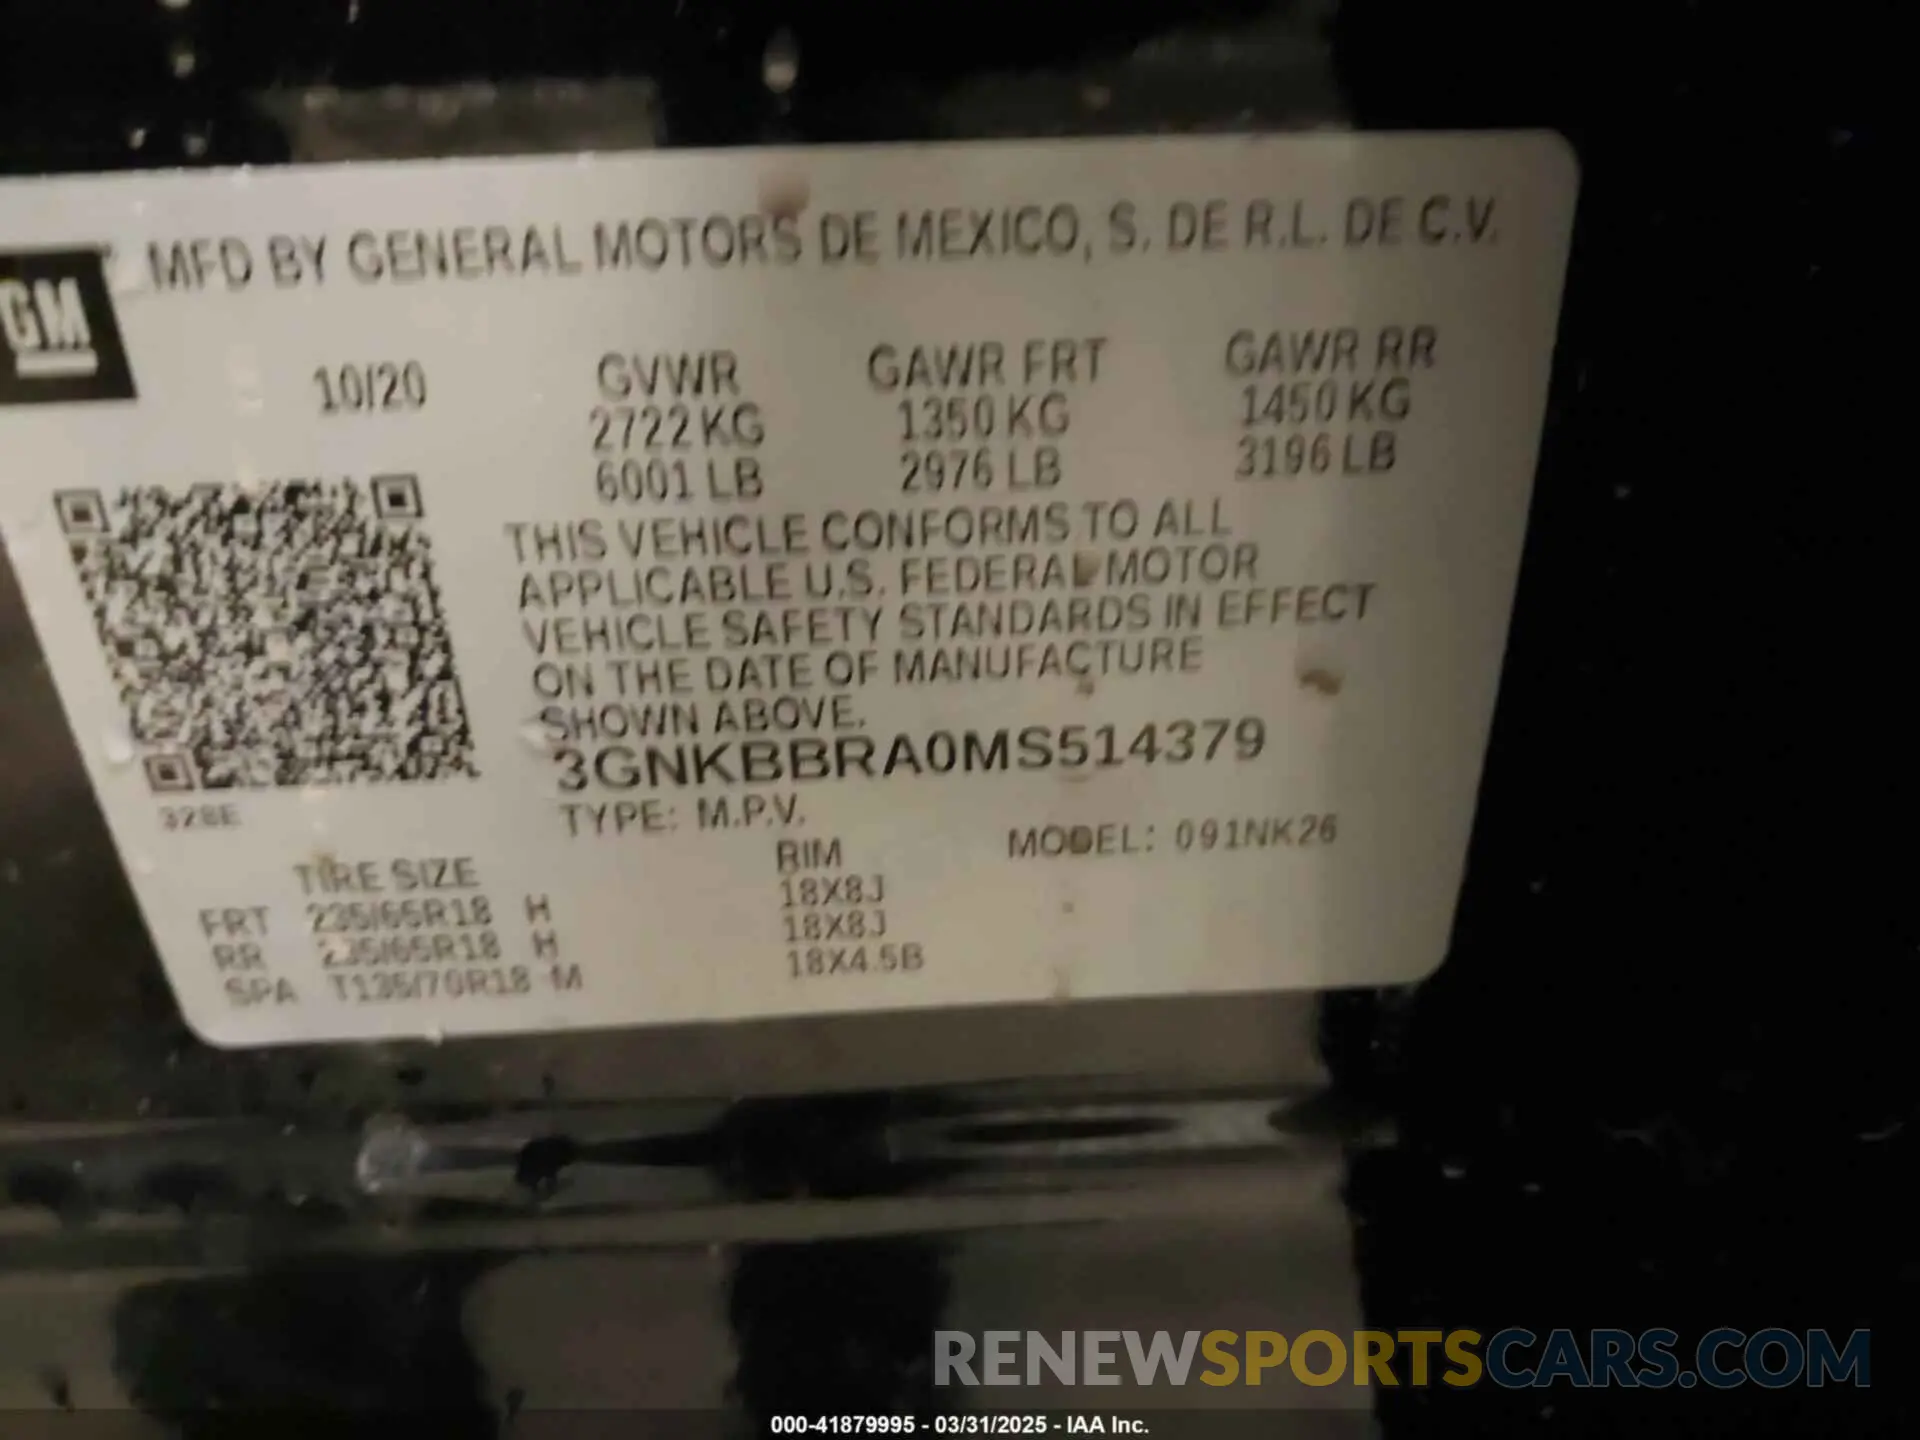 MFD BY GENERAL MOTORS DE MEXICO, S. DE R.L. DE C.V.
GM
10/20 GVWR GAWR FRT GAWR RR
2722KG 1350 KG 1450 KG
6001 LB 2976 LB 3196 LB
THIS VEHICLE CONFORMS TO ALL
APPLICABLE U.S. FEDERAL MOTOR
VEHICLE SAFETY STANDARDS IN EFFECT
ON THE DATE OF MANUFACTURE
SHOWN ABOVE.
3GNKBBRA0MS514379
328E
TYPE: M.P.V.
MODEL: 091NK26
TIRE SIZE RIM
FRT 235/65R18 H 18X8J
RR 235/65R18 H 18X8J
SPA T135/70R18 M 18X4.5B
RENEWSPORTSCARS.COM
000-41879995 - 03/31/2025 - IAA Inc.